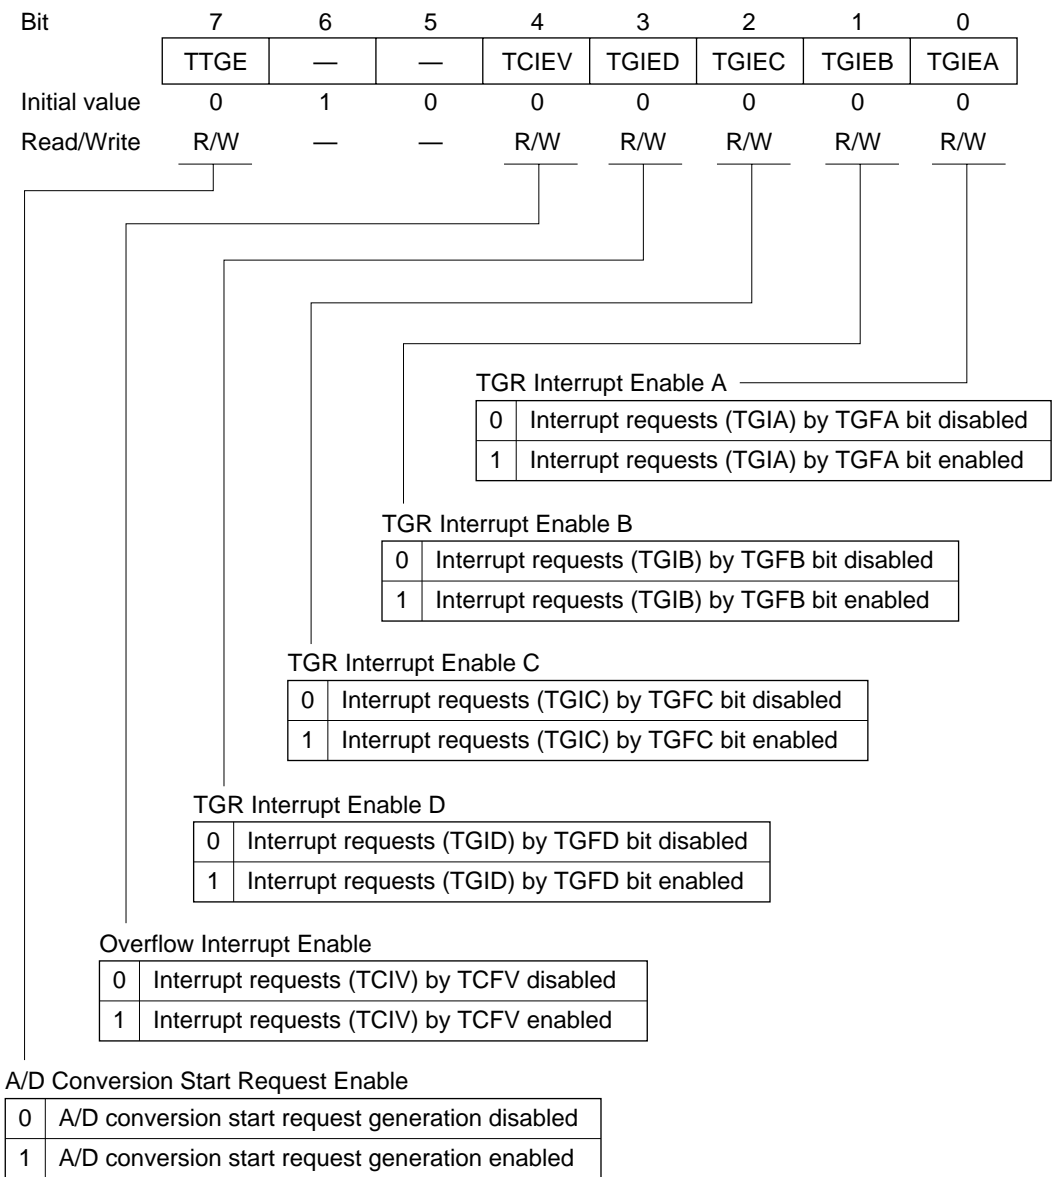 Bit 7 6 5 4 3 2 1 0
TTGE — — TCIEV TGIED TGIEC TGIEB TGIEA
Initial value 0 1 0 0 0 0 0 0
Read/Write R/W — — R/W R/W R/W R/W R/W
TGR Interrupt Enable A
0 Interrupt requests (TGIA) by TGFA bit disabled
1 Interrupt requests (TGIA) by TGFA bit enabled
TGR Interrupt Enable B
0 Interrupt requests (TGIB) by TGFB bit disabled
1 Interrupt requests (TGIB) by TGFB bit enabled
TGR Interrupt Enable C
0 Interrupt requests (TGIC) by TGFC bit disabled
1 Interrupt requests (TGIC) by TGFC bit enabled
TGR Interrupt Enable D
0 Interrupt requests (TGID) by TGFD bit disabled
1 Interrupt requests (TGID) by TGFD bit enabled
Overflow Interrupt Enable
0 Interrupt requests (TCIV) by TCFV disabled
1 Interrupt requests (TCIV) by TCFV enabled
A/D Conversion Start Request Enable
0 A/D conversion start request generation disabled
1 A/D conversion start request generation enabled